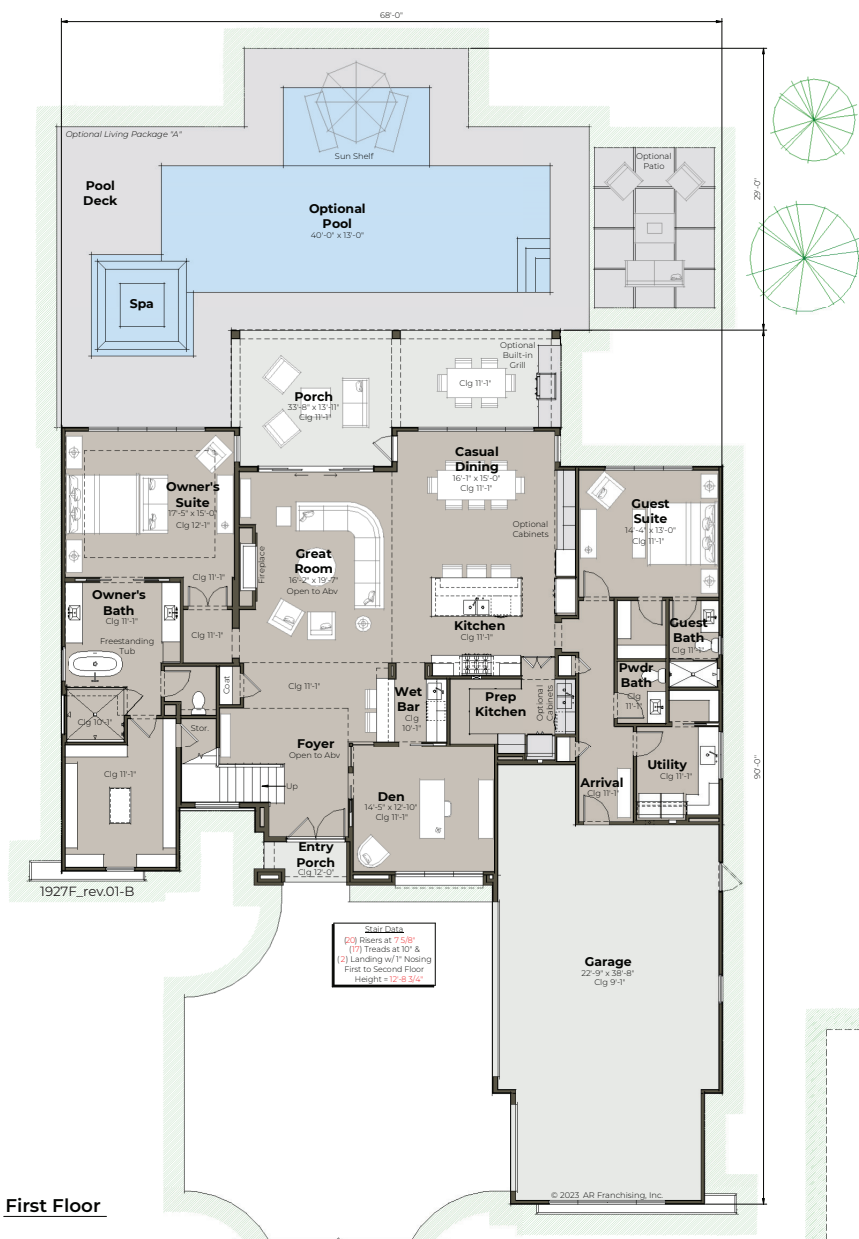 68'-0"
Optional Living Package "A"
Pool
Deck
Sun Shelf
Optional
Pool
40'-0" x 13'-0"
Optional
Patio
29'-0"
Spa
Porch
33'-8" x 13'-11"
Clg 11'-1"
Optional
Built-in
Grill
Clg 11'-1"
Owner's
Suite
17'-5" x 15'-0"
Clg 12'-1"
Clg 11'-1"
Casual
Dining
16'-1" x 15'-0"
Clg 11'-1"
Optional
Cabinets
Guest
Suite
14'-4" x 13'-0"
Clg 11'-1"
Fireplace
Great
Room
16'-2" x 19'-7"
Open to Abv
Owner's
Bath
Clg 11'-1"
Freestanding
Tub
Clg 11'-1"
Kitchen
Clg 11'-1"
Guest
Bath
Clg 11'-1"
Pwdr
Bath
Clg
11'-1"
Coat
Clg 11'-1"
Wet
Bar
Clg
10'-1"
Prep
Kitchen
Optional
Cabinets
Clg 10'-1"
Stor.
Foyer
Open to Abv
Up
Clg 11'-1"
Den
14'-5" x 12'-10"
Clg 11'-1"
Arrival
Clg 11'-1"
Utility
Clg 11'-1"
90'-0"
Entry
Porch
Clg 12'-0"
1927F_rev.01-B
Stair Data
(20) Risers at 7 5/8"
(17) Treads at 10" &
(2) Landing w/ 1" Nosing
First to Second Floor
Height = 12'-8 3/4"
Garage
22'-9" x 38'-8"
Clg 9'-1"
© 2023 AR Franchising, Inc.
First Floor